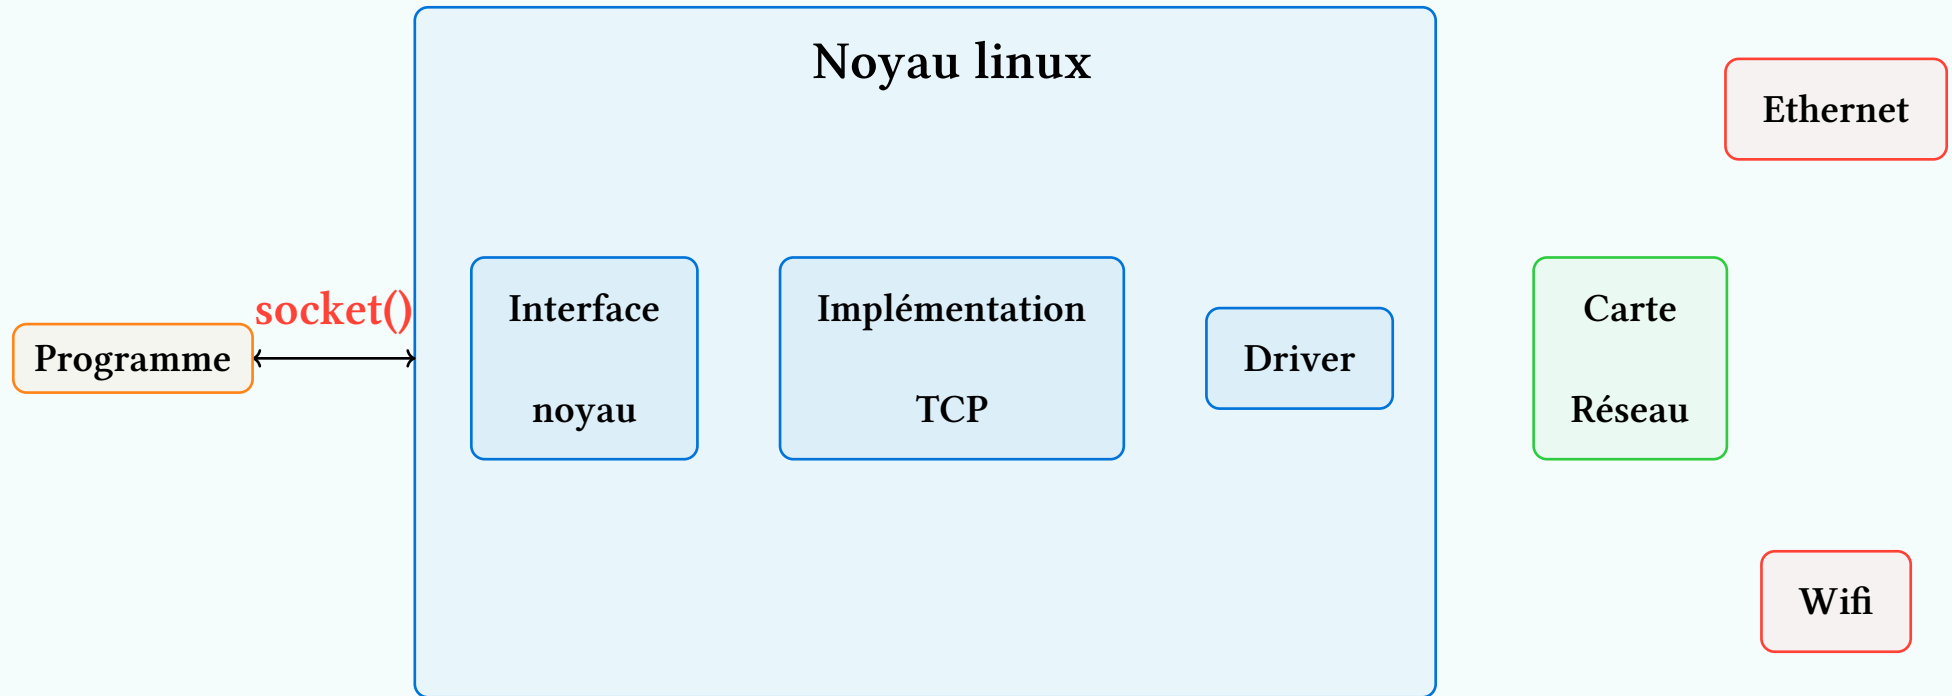 Noyau linux
Ethernet
socket()
Programme
Interface
noyau
Implémentation
TCP
Driver
Carte
Réseau
Wifi